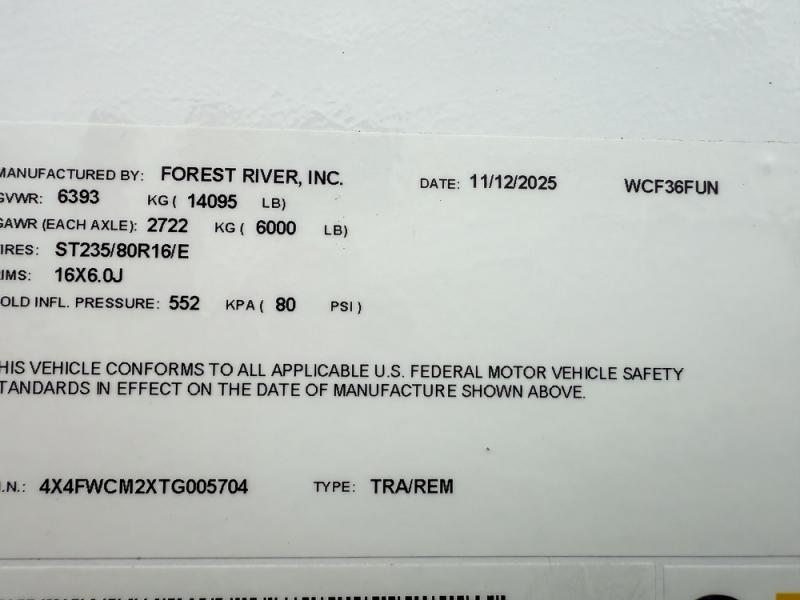 MANUFACTURED BY: FOREST RIVER, INC. DATE: 11/12/2025 WCF36FUN
GVWR: 6393 KG ( 14095 LB)
GAWR (EACH AXLE): 2722 KG ( 6000 LB)
IRES: ST235/80R16/E
IMS: 16X6.0J
OLD INFL. PRESSURE: 552 KPA ( 80 PSI )
HIS VEHICLE CONFORMS TO ALL APPLICABLE U.S. FEDERAL MOTOR VEHICLE SAFETY
TANDARDS IN EFFECT ON THE DATE OF MANUFACTURE SHOWN ABOVE.
I.N.: 4X4FWCM2XTG005704 TYPE: TRA/REM